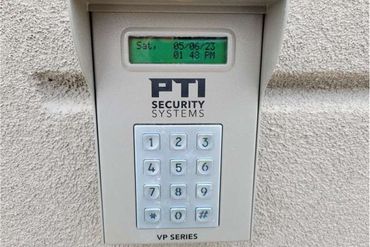 Sat. 05/06/23
01 48 PM
PTI
SECURITY
SYSTEMS
1 2 3
4 5 6
7 8 9
* 0 #
VP SERIES